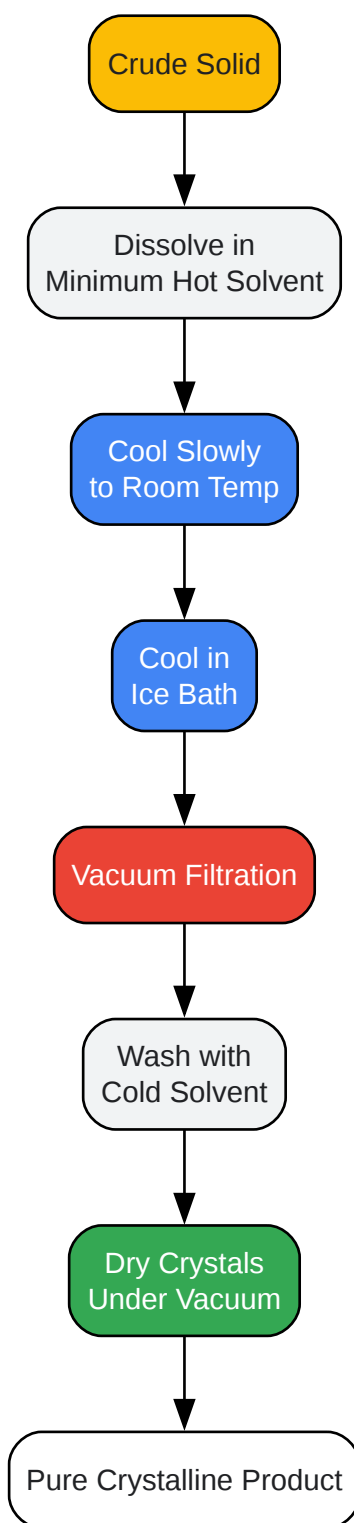 Crude Solid
Dissolve in
Minimum Hot Solvent
Cool Slowly
to Room Temp
Cool in
Ice Bath
Vacuum Filtration
Wash with
Cold Solvent
Dry Crystals
Under Vacuum
Pure Crystalline Product